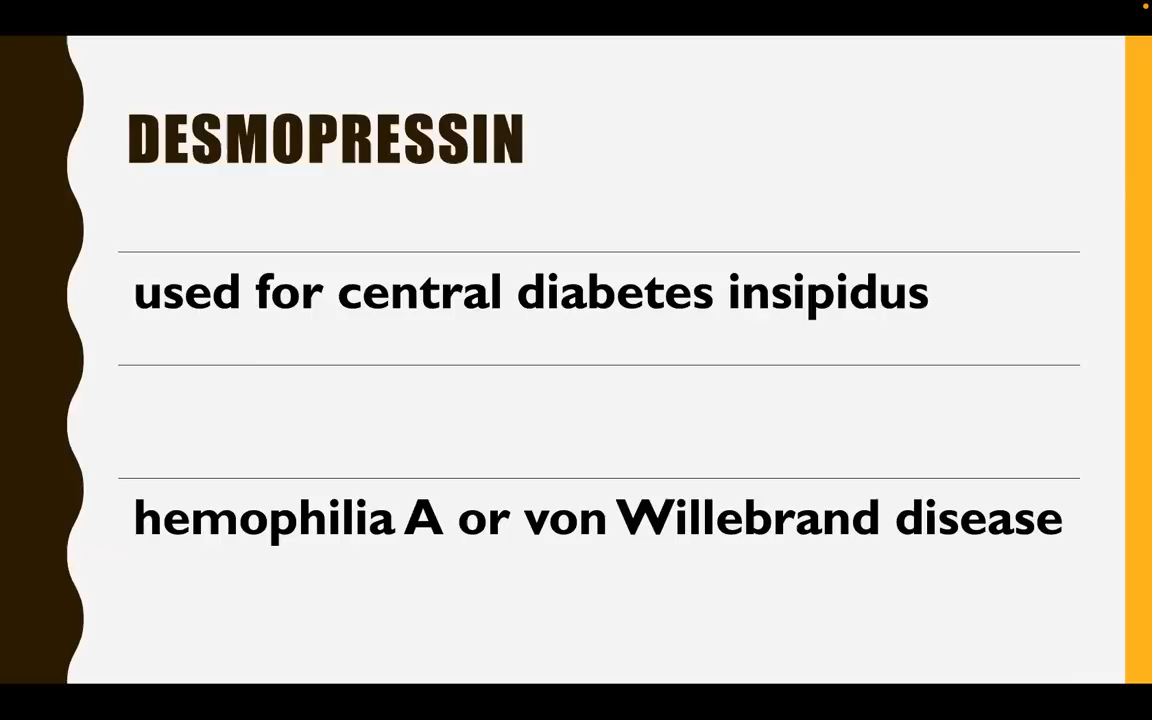 DESMOPRESSIN
used for central diabetes insipidus
hemophilia A or von Willebrand disease